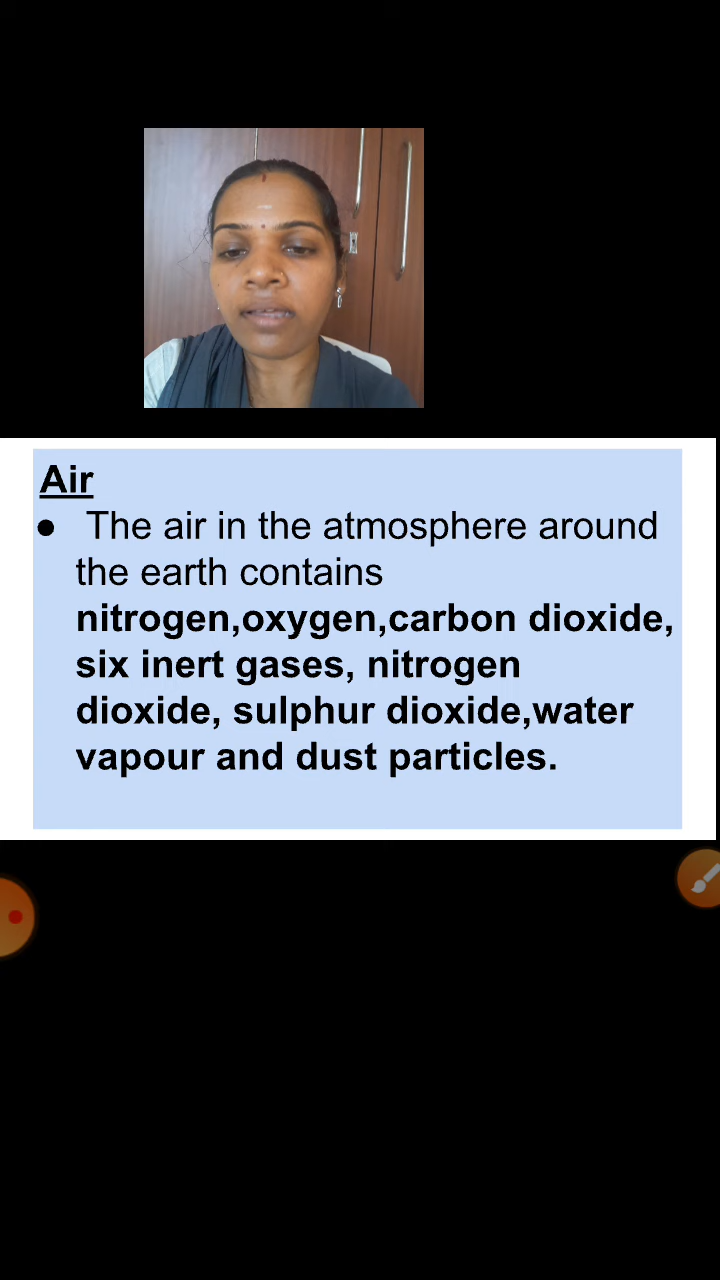 Air
● The air in the atmosphere around
the earth contains
nitrogen,oxygen,carbon dioxide,
six inert gases, nitrogen
dioxide, sulphur dioxide,water
vapour and dust particles.